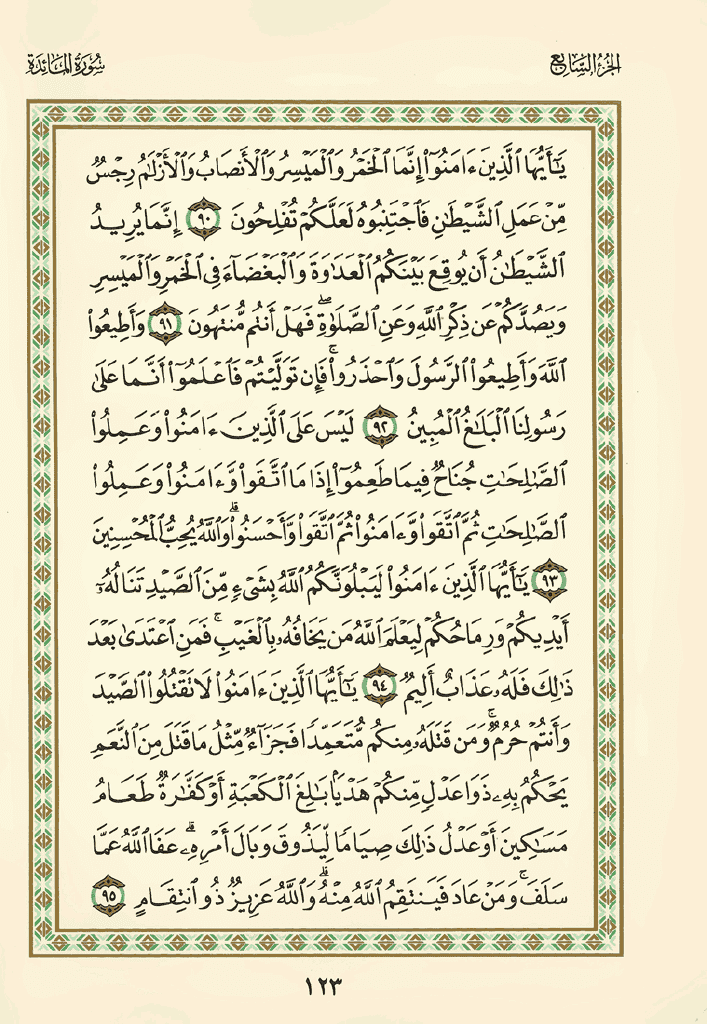 الجزء السابع
سورة المائدة
يَٰٓأَيُّهَا ٱلَّذِينَ ءَامَنُوٓا۟ إِنَّمَا ٱلْخَمْرُ وَٱلْمَيْسِرُ وَٱلْأَنصَابُ وَٱلْأَزْلَٰمُ رِجْسٌ
مِّنْ عَمَلِ ٱلشَّيْطَٰنِ فَٱجْتَنِبُوهُ لَعَلَّكُمْ تُفْلِحُونَ ٩٠ إِنَّمَا يُرِيدُ
ٱلشَّيْطَٰنُ أَن يُوقِعَ بَيْنَكُمُ ٱلْعَدَٰوَةَ وَٱلْبَغْضَآءَ فِى ٱلْخَمْرِ وَٱلْمَيْسِرِ
وَيَصُدَّكُمْ عَن ذِكْرِ ٱللَّهِ وَعَنِ ٱلصَّلَوٰةِ ۖ فَهَلْ أَنتُم مُّنتَهُونَ ٩١ وَأَطِيعُوا۟
ٱللَّهَ وَأَطِيعُوا۟ ٱلرَّسُولَ وَٱحْذَرُوا۟ ۚ فَإِن تَوَلَّيْتُمْ فَٱعْلَمُوٓا۟ أَنَّمَا عَلَىٰ
رَسُولِنَا ٱلْبَلَٰغُ ٱلْمُبِينُ ٩٢ لَيْسَ عَلَى ٱلَّذِينَ ءَامَنُوا۟ وَعَمِلُوا۟
ٱلصَّٰلِحَٰتِ جُنَاحٌ فِيمَا طَعِمُوٓا۟ إِذَا مَا ٱتَّقَوا۟ وَّءَامَنُوا۟ وَعَمِلُوا۟
ٱلصَّٰلِحَٰتِ ثُمَّ ٱتَّقَوا۟ وَّءَامَنُوا۟ ثُمَّ ٱتَّقَوا۟ وَّأَحْسَنُوا۟ ۗ وَٱللَّهُ يُحِبُّ ٱلْمُحْسِنِينَ
٩٣ يَٰٓأَيُّهَا ٱلَّذِينَ ءَامَنُوا۟ لَيَبْلُوَنَّكُمُ ٱللَّهُ بِشَىْءٍ مِّنَ ٱلصَّيْدِ تَنَالُهُۥٓ
أَيْدِيكُمْ وَرِمَاحُكُمْ لِيَعْلَمَ ٱللَّهُ مَن يَخَافُهُۥ بِٱلْغَيْبِ ۚ فَمَنِ ٱعْتَدَىٰ بَعْدَ
ذَٰلِكَ فَلَهُۥ عَذَابٌ أَلِيمٌ ٩٤ يَٰٓأَيُّهَا ٱلَّذِينَ ءَامَنُوا۟ لَا تَقْتُلُوا۟ ٱلصَّيْدَ
وَأَنتُمْ حُرُمٌ ۚ وَمَن قَتَلَهُۥ مِنكُم مُّتَعَمِّدًا فَجَزَآءٌ مِّثْلُ مَا قَتَلَ مِنَ ٱلنَّعَمِ
يَحْكُمُ بِهِۦ ذَوَا عَدْلٍ مِّنكُمْ هَدْيًۢا بَٰلِغَ ٱلْكَعْبَةِ أَوْ كَفَّٰرَةٌ طَعَامُ
مَسَٰكِينَ أَوْ عَدْلُ ذَٰلِكَ صِيَامًا لِّيَذُوقَ وَبَالَ أَمْرِهِۦ ۗ عَفَا ٱللَّهُ عَمَّا
سَلَفَ ۚ وَمَنْ عَادَ فَيَنتَقِمُ ٱللَّهُ مِنْهُ ۗ وَٱللَّهُ عَزِيزٌ ذُو ٱنتِقَامٍ ٩٥
١٢٣